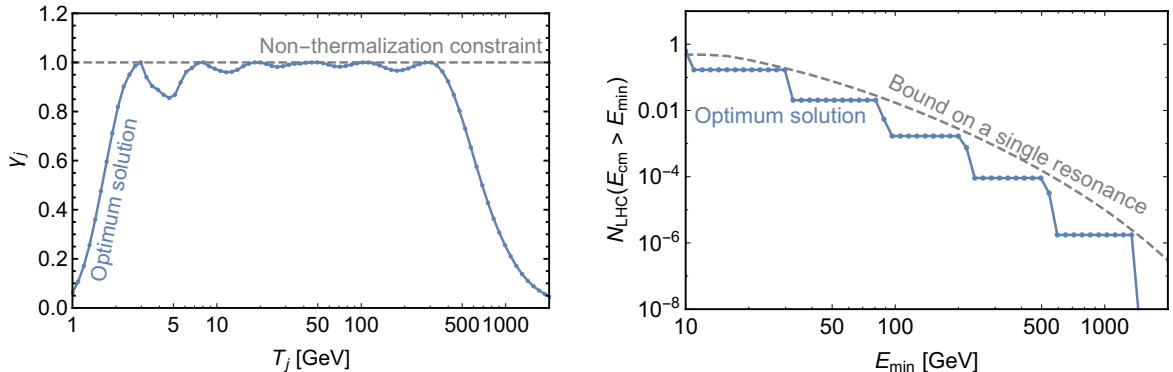 1.2
1.0
0.8
0.6
0.4
0.2
0.0
γj
Non−thermalization constraint
Optimum solution
1 2 5 10 50 100 500 1000
Tj [GeV]
1
0.01
10−4
10−6
10−8
NLHC(Ecm > Emin)
Bound on a single resonance
Optimum solution
10 50 100 500 1000
Emin [GeV]